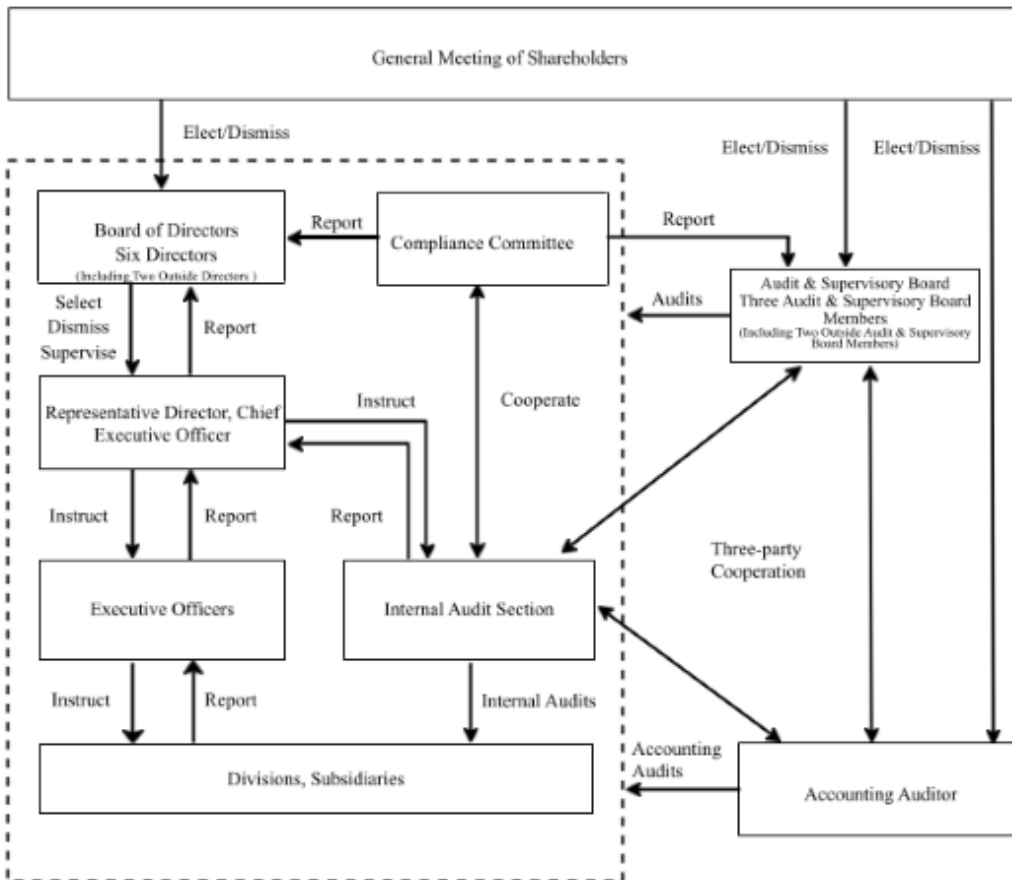 General Meeting of Shareholders
Elect/Dismiss
Elect/Dismiss
Elect/Dismiss
Board of Directors
Six Directors
(Including Two Outside Directors )
Report
Compliance Committee
Report
Audit & Supervisory Board
Three Audit & Supervisory Board
Members
(Including Two Outside Audit & Supervisory
Board Members)
Audits
Select
Dismiss
Supervise
Report
Representative Director, Chief
Executive Officer
Instruct
Cooperate
Instruct
Report
Report
Three-party
Cooperation
Executive Officers
Internal Audit Section
Instruct
Report
Internal Audits
Divisions, Subsidiaries
Accounting
Audits
Accounting Auditor